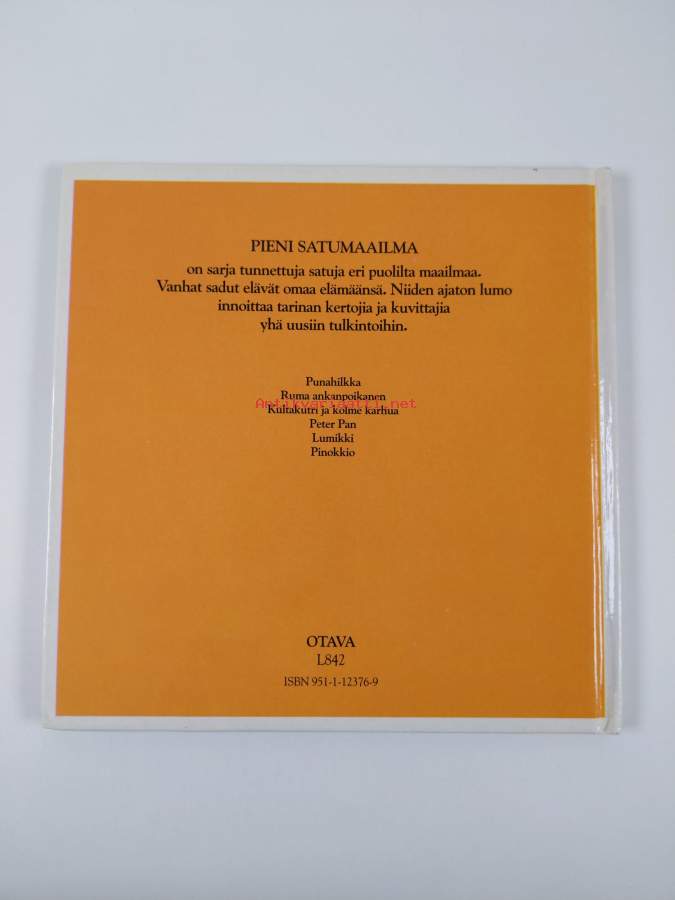 PIENI SATUMAAILMA
on sarja tunnettuja satuja eri puolilta maailmaa.
Vanhat sadut elävät omaa elämäänsä. Niiden ajaton lumo
innoittaa tarinan kertojia ja kuvittajia
yhä uusiin tulkintoihin.
Punahilkka
Ruma ankanpoikanen
Antikvariaatti.net
Kultakutri ja kolme karhua
Peter Pan
Lumikki
Pinokkio
OTAVA
L842
ISBN 951-1-12376-9